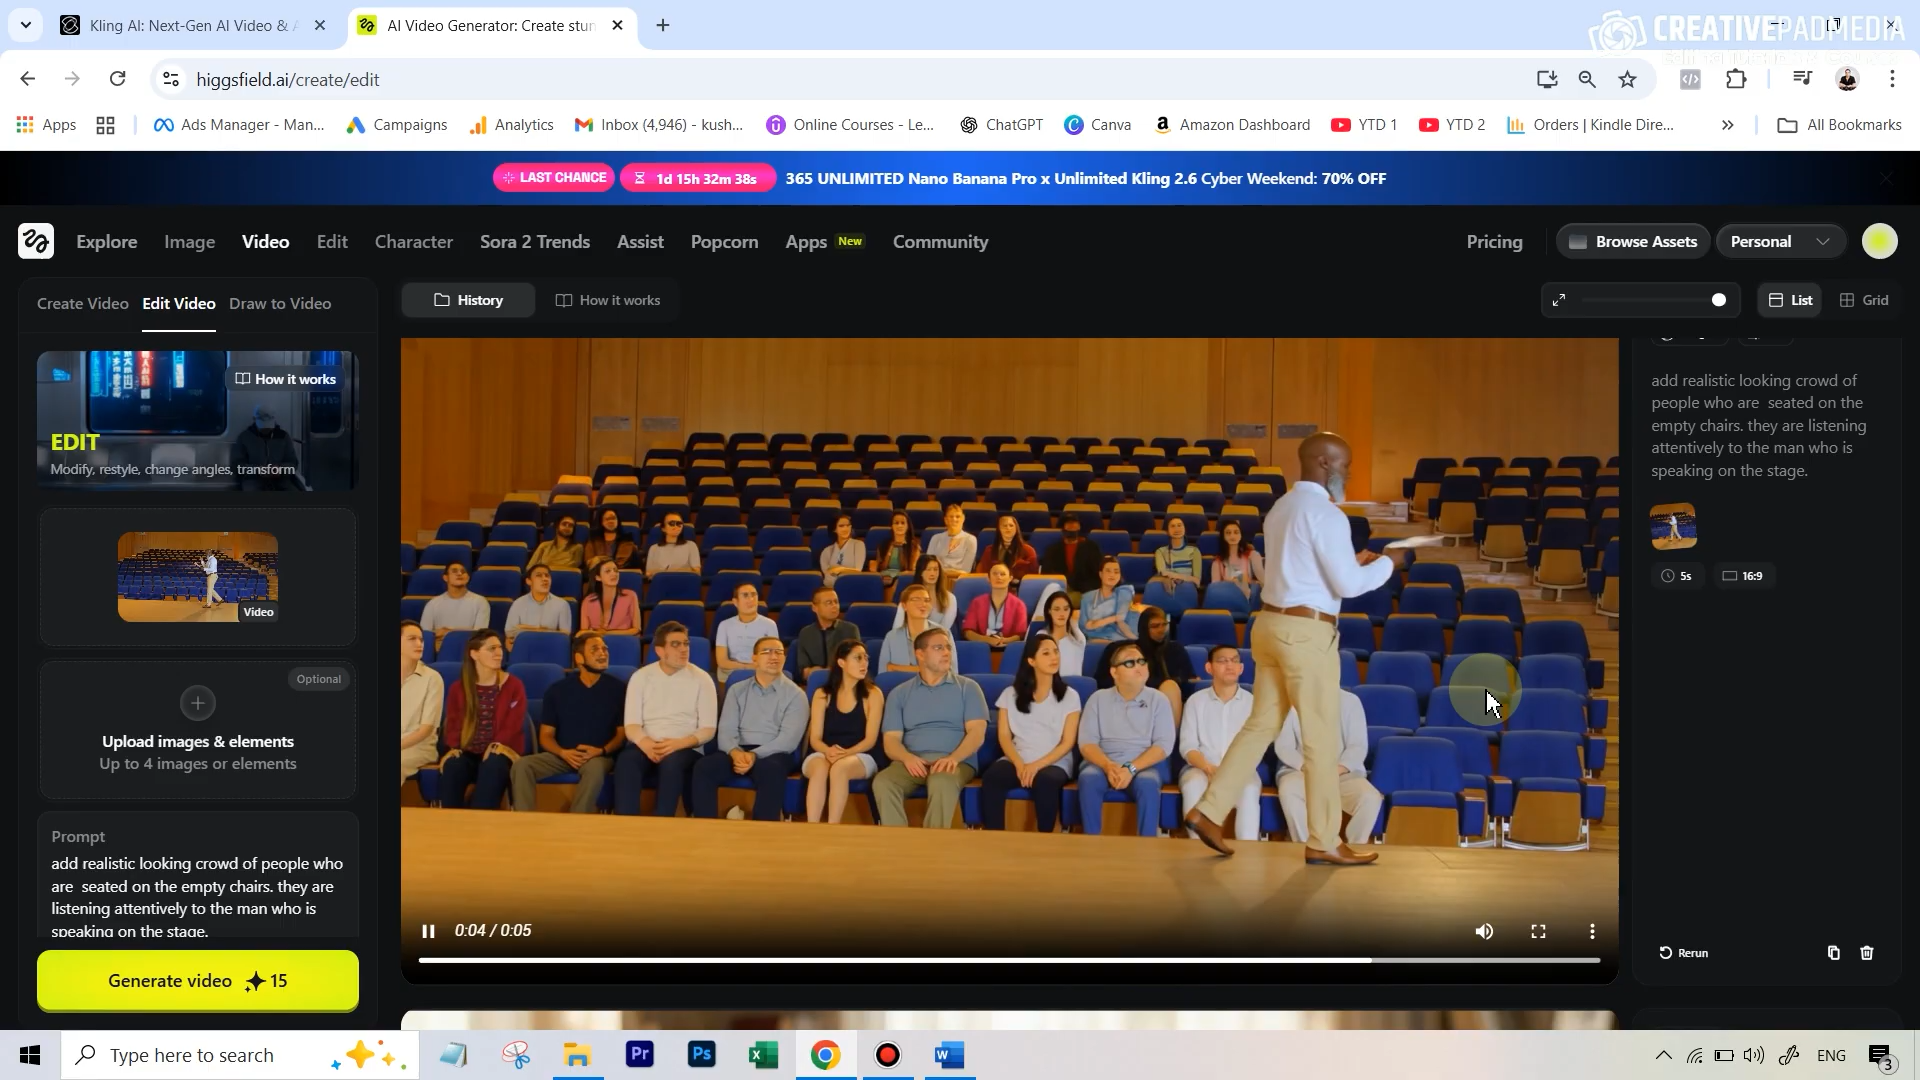 Kling AI: Next-Gen AI Video & A
AI Video Generator: Create stun
CREATIVEPADMEDIA
higgsfield.ai/create/edit
Apps
Ads Manager - Man...
Campaigns
Analytics
Inbox (4,946) - kush...
Online Courses - Le...
ChatGPT
Canva
Amazon Dashboard
YTD 1
YTD 2
Orders | Kindle Dire...
All Bookmarks
LAST CHANCE
1d 15h 32m 38s
365 UNLIMITED Nano Banana Pro x Unlimited Kling 2.6 Cyber Weekend: 70% OFF
Explore
Image
Video
Edit
Character
Sora 2 Trends
Assist
Popcorn
Apps New
Community
Pricing
Browse Assets
Personal
Create Video
Edit Video
Draw to Video
History
How it works
List
Grid
How it works
EDIT
Modify, restyle, change angles, transform
Video
Optional
Upload images & elements
Up to 4 images or elements
Prompt
add realistic looking crowd of people who
are seated on the empty chairs. they are
listening attentively to the man who is
speaking on the stage.
Generate video 15
0:04 / 0:05
add realistic looking crowd of
people who are seated on the
empty chairs. they are listening
attentively to the man who is
speaking on the stage.
5s
16:9
Rerun
Type here to search
Pr
Ps
ENG
3